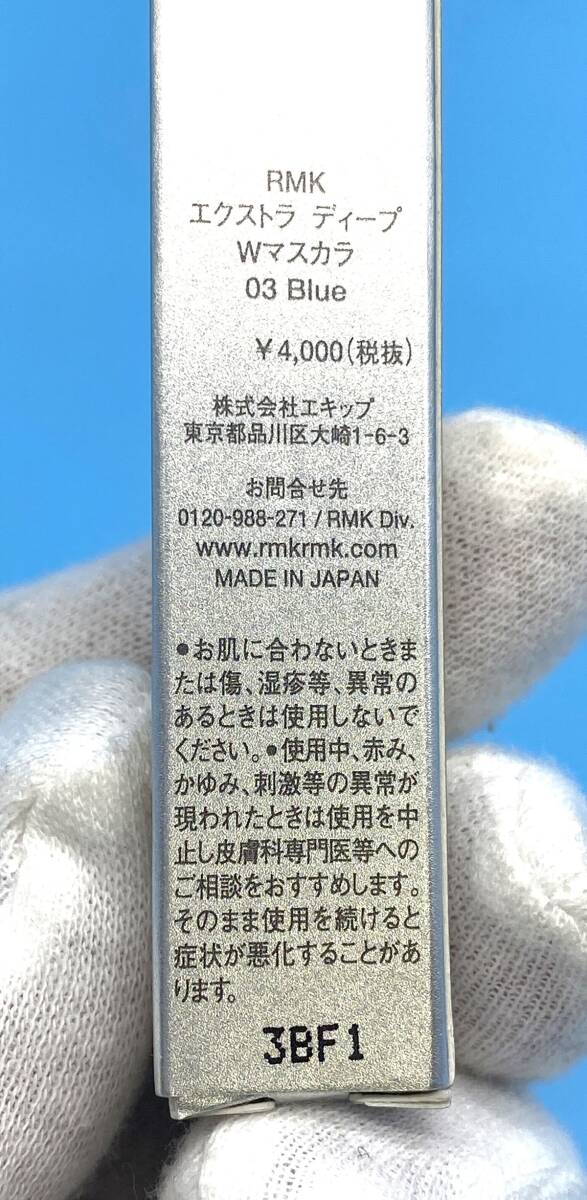 RMK
エクストラ ディープ
Wマスカラ
03 Blue
￥4,000(税抜)
株式会社エキップ
東京都品川区大崎1-6-3
お問合せ先
0120-988-271 / RMK Div.
www.rmkrmk.com
MADE IN JAPAN
●お肌に合わないときま
たは傷、湿疹等、異常の
あるときは使用しないで
ください。●使用中、赤み、
かゆみ、刺激等の異常が
現われたときは使用を中
止し皮膚科専門医等への
ご相談をおすすめします。
そのまま使用を続けると
症状が悪化することがあ
ります。
3BF1